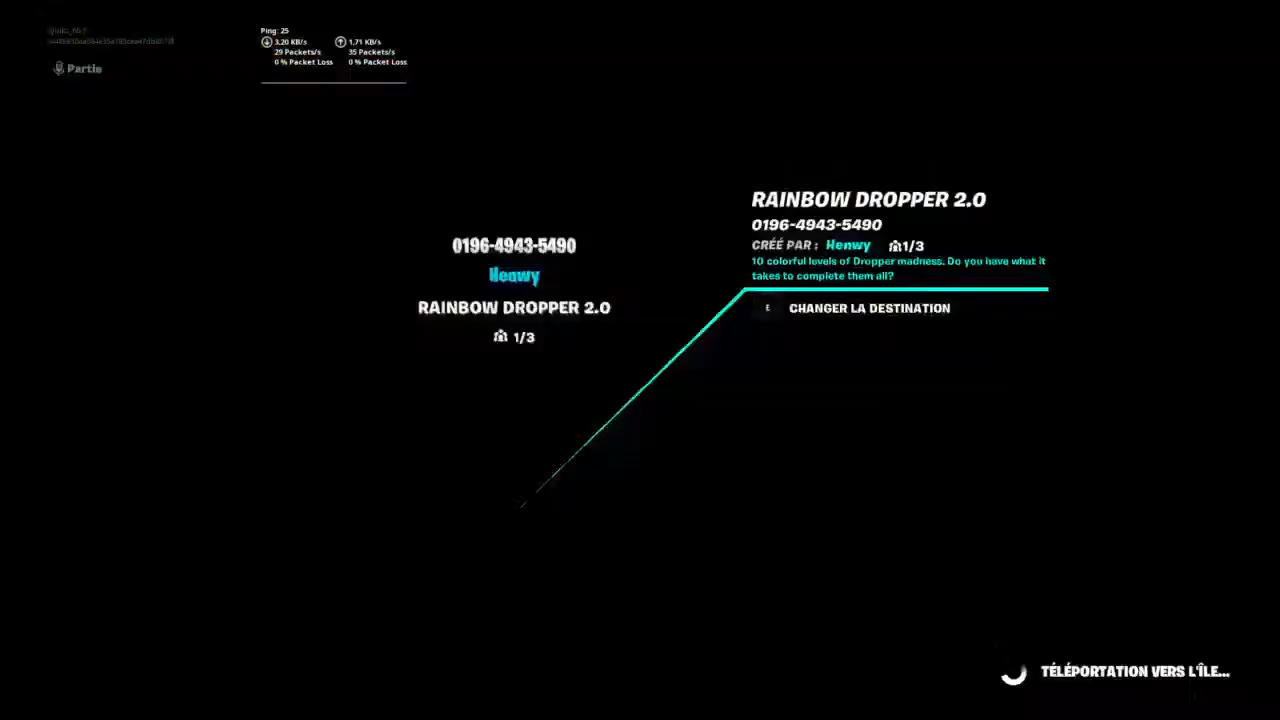 Ping: 25
3.20 KB/s
1.71 KB/s
29 Packets/s
35 Packets/s
0 % Packet Loss
0 % Packet Loss
Partie
RAINBOW DROPPER 2.0
0196-4943-5490
CRÉÉ PAR : Henwy 1/3
10 colorful levels of Dropper madness. Do you have what it
takes to complete them all?
E CHANGER LA DESTINATION
0196-4943-5490
Henwy
RAINBOW DROPPER 2.0
1/3
TÉLÉPORTATION VERS L'ÎLE...